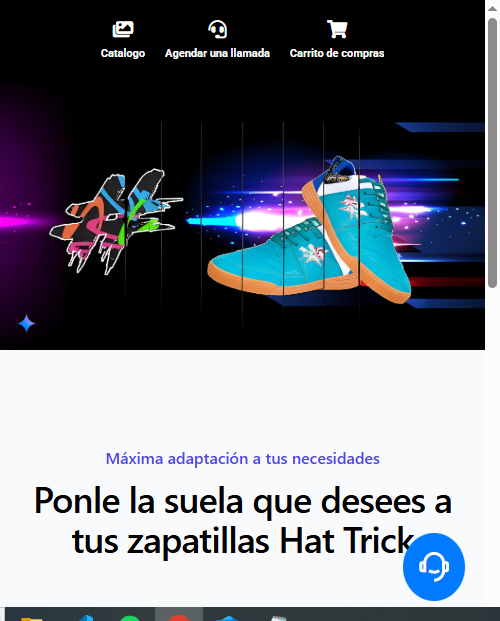 Catalogo
Agendar una llamada
Carrito de compras
Máxima adaptación a tus necesidades
Ponle la suela que desees a
tus zapatillas Hat Trick